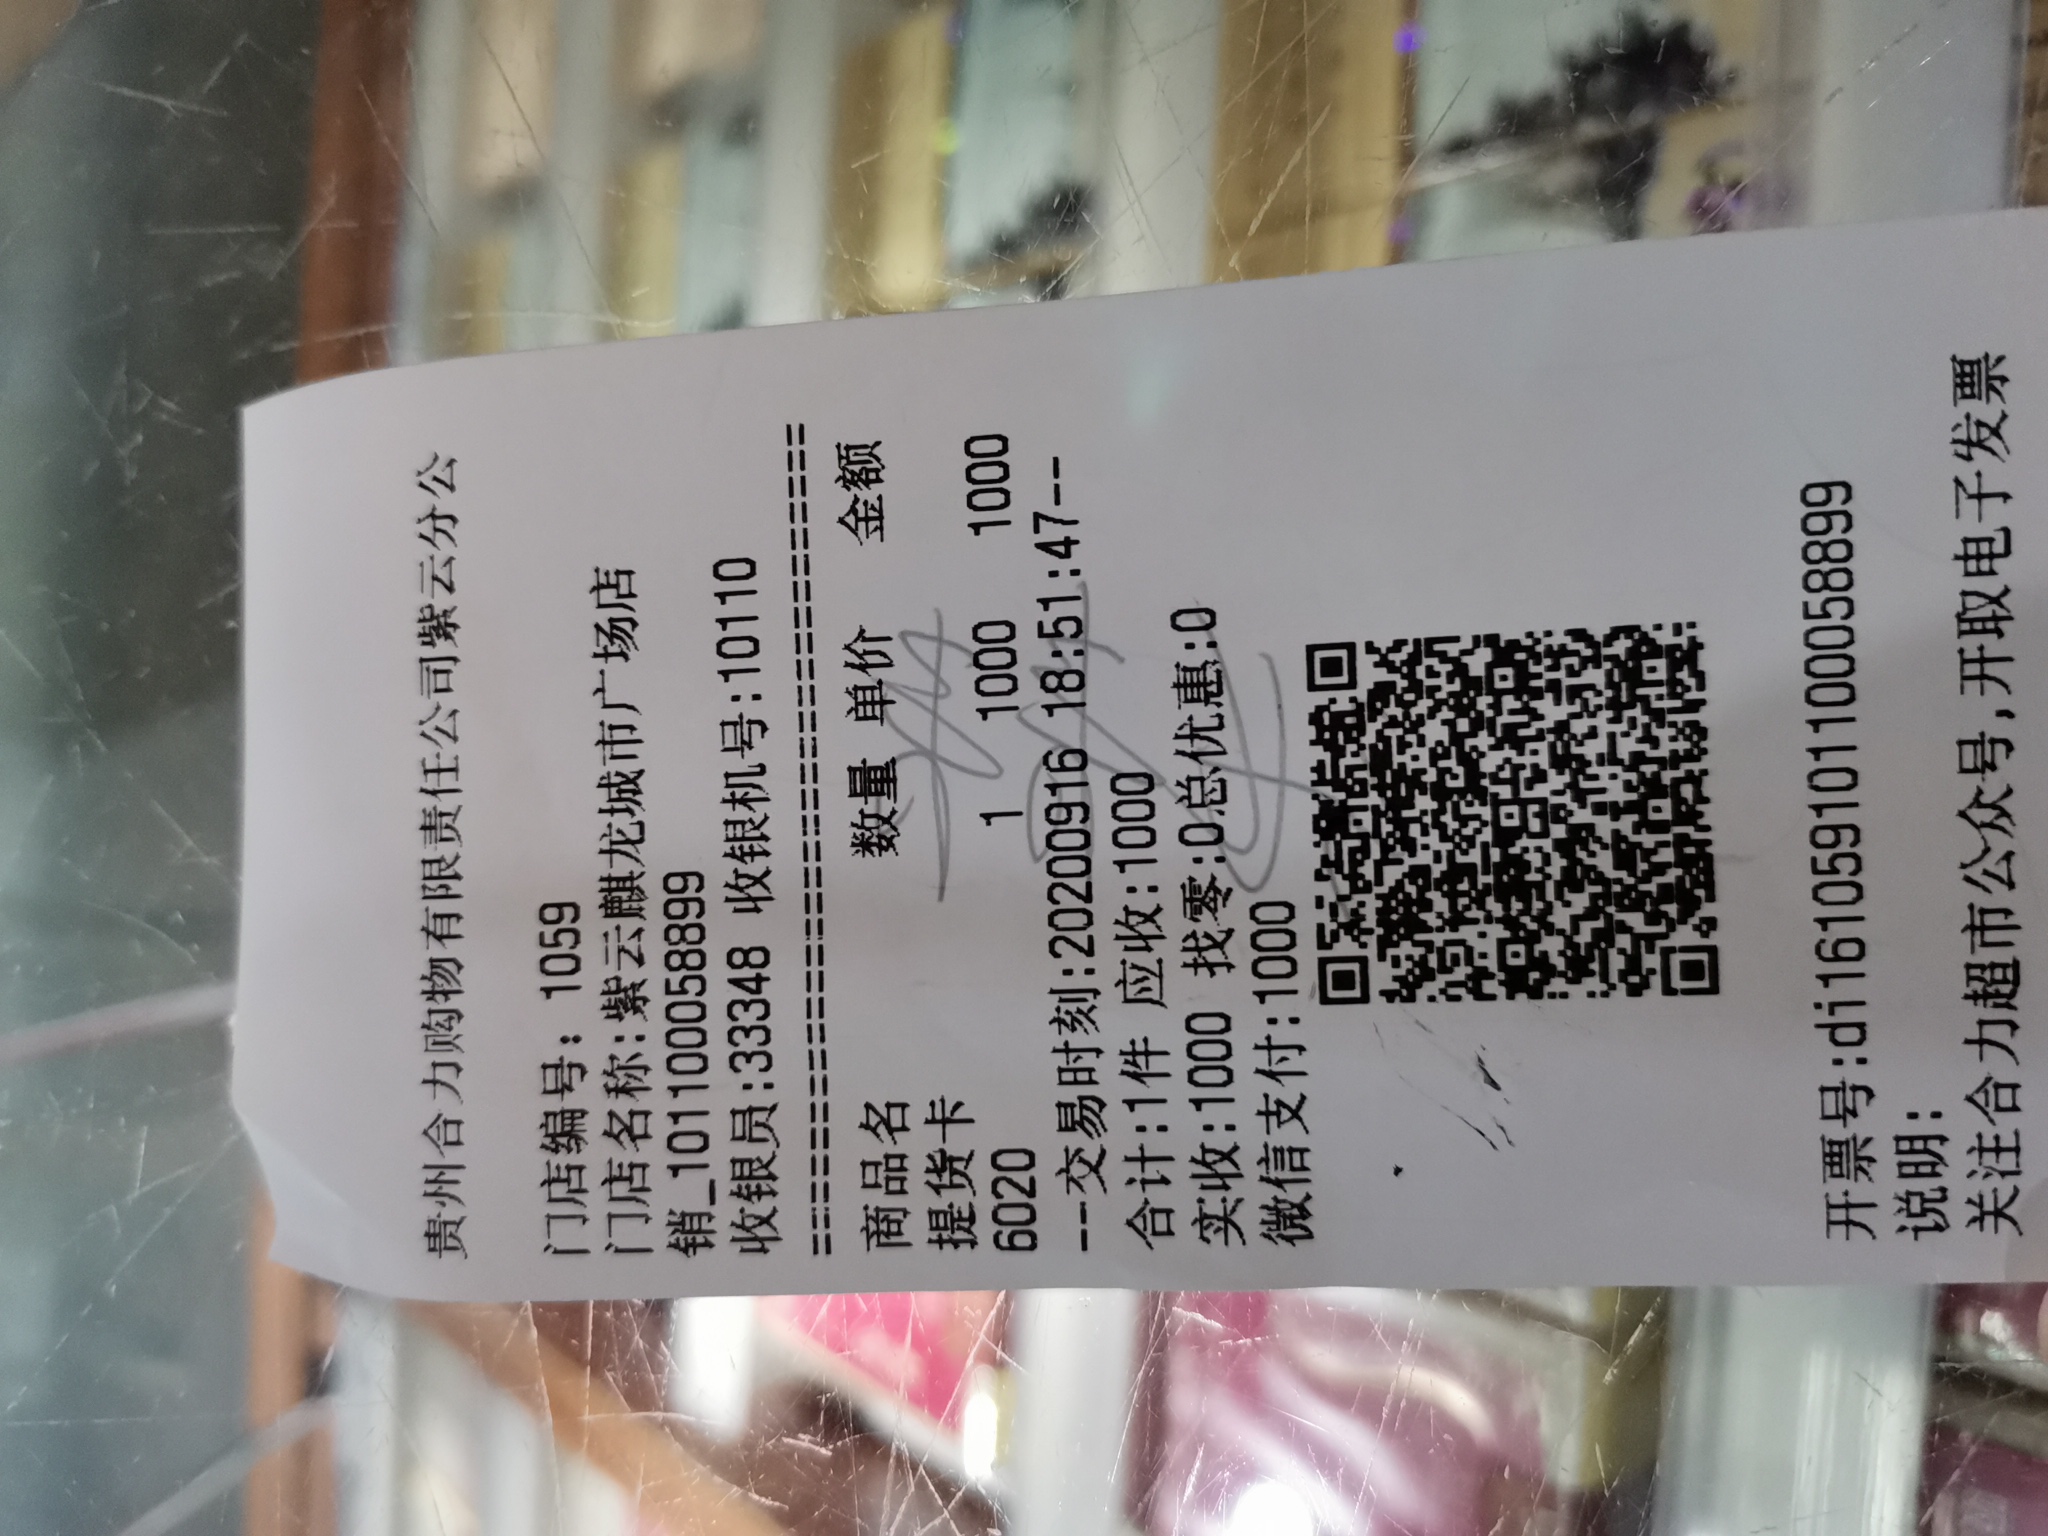 贵州合力购物有限责任公司紫云分公
门店编号：1059
门店名称:紫云麒龙城市广场店
销_1011000058899
收银员:33348 收银机号:10110
==========================================
商品名 数量 单价 金额
提货卡
6020 1 1000 1000
--交易时刻:20200916 18:51:47--
合计:1件 应收:1000
实收:1000 找零:0总优惠:0
微信支付:1000
开票号:di1610591011000058899
说明:
关注合力超市公众号,开取电子发票